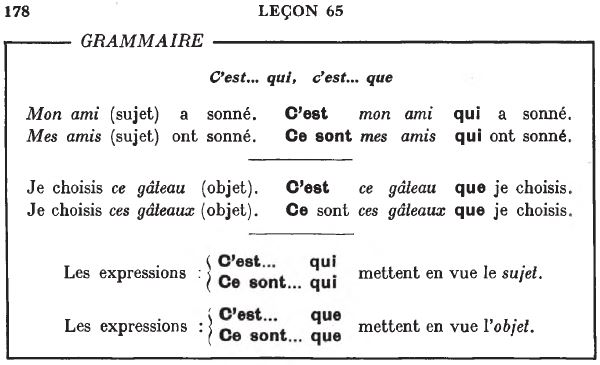 178 LEÇON 65
GRAMMAIRE
C'est... qui, c'est... que
Mon ami (sujet) a sonné. C'est mon ami qui a sonné.
Mes amis (sujet) ont sonné. Ce sont mes amis qui ont sonné.
Je choisis ce gâteau (objet). C'est ce gâteau que je choisis.
Je choisis ces gâteaux (objet). Ce sont ces gâteaux que je choisis.
Les expressions : { C'est... qui
Ce sont... qui mettent en vue le sujet.
Les expressions : { C'est... que
Ce sont... que mettent en vue l'objet.